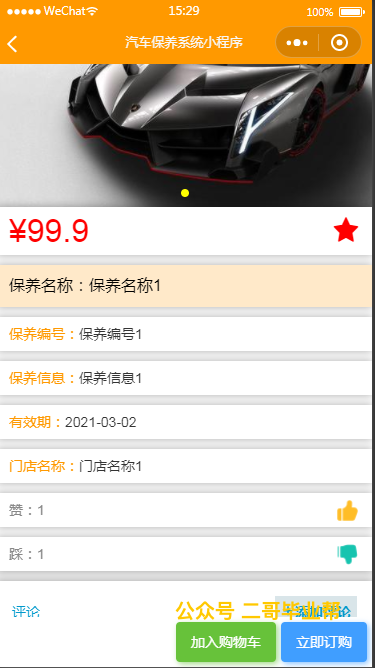 WeChat 15:29 100%
汽车保养系统小程序
¥99.9
保养名称：保养名称1
保养编号：保养编号1
保养信息：保养信息1
有效期：2021-03-02
门店名称：门店名称1
赞：1
踩：1
评论
公众号 二哥毕业帮
加入购物车 立即订购